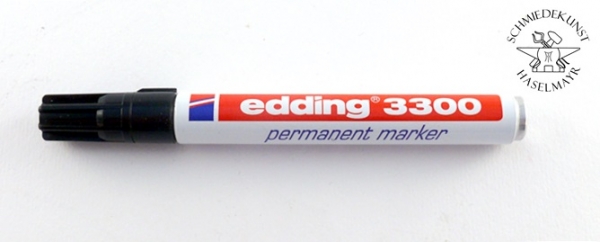 edding® 3300
permanent marker
SCHMIEDEKUNST
HASELMAYR